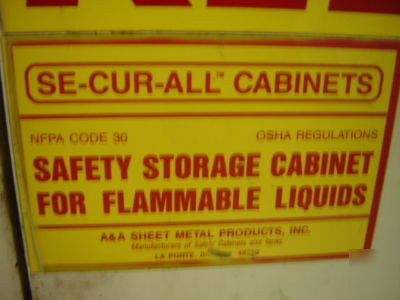 SE-CUR-ALL™ CABINETS
NFPA CODE 30 OSHA REGULATIONS
SAFETY STORAGE CABINET
FOR FLAMMABLE LIQUIDS
A&A SHEET METAL PRODUCTS, INC.
Manufacturers of Safety Cabinets and
LA PORTE,